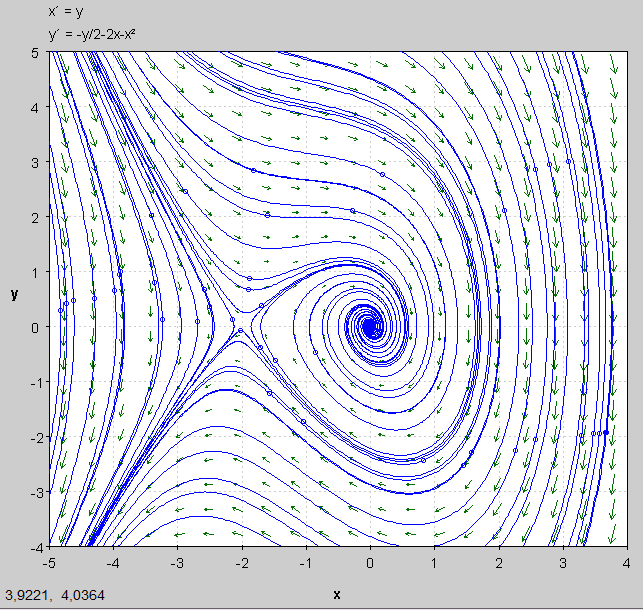 x´ = y
y´ = -y/2-2x-x²
5
4
3
2
1
0
-1
-2
-3
-4
y
-5 -4 -3 -2 -1 0 1 2 3 4
x
3,9221, 4,0364